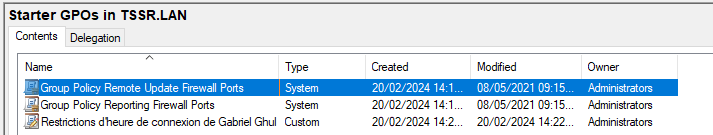 Starter GPOs in TSSR.LAN
Contents Delegation
Name Type Created Modified Owner
Group Policy Remote Update Firewall Ports System 20/02/2024 14:1... 08/05/2021 09:15... Administrators
Group Policy Reporting Firewall Ports System 20/02/2024 14:1... 08/05/2021 09:15... Administrators
Restrictions d'heure de connexion de Gabriel Ghul Custom 20/02/2024 14:2... 20/02/2024 14:22... Administrators